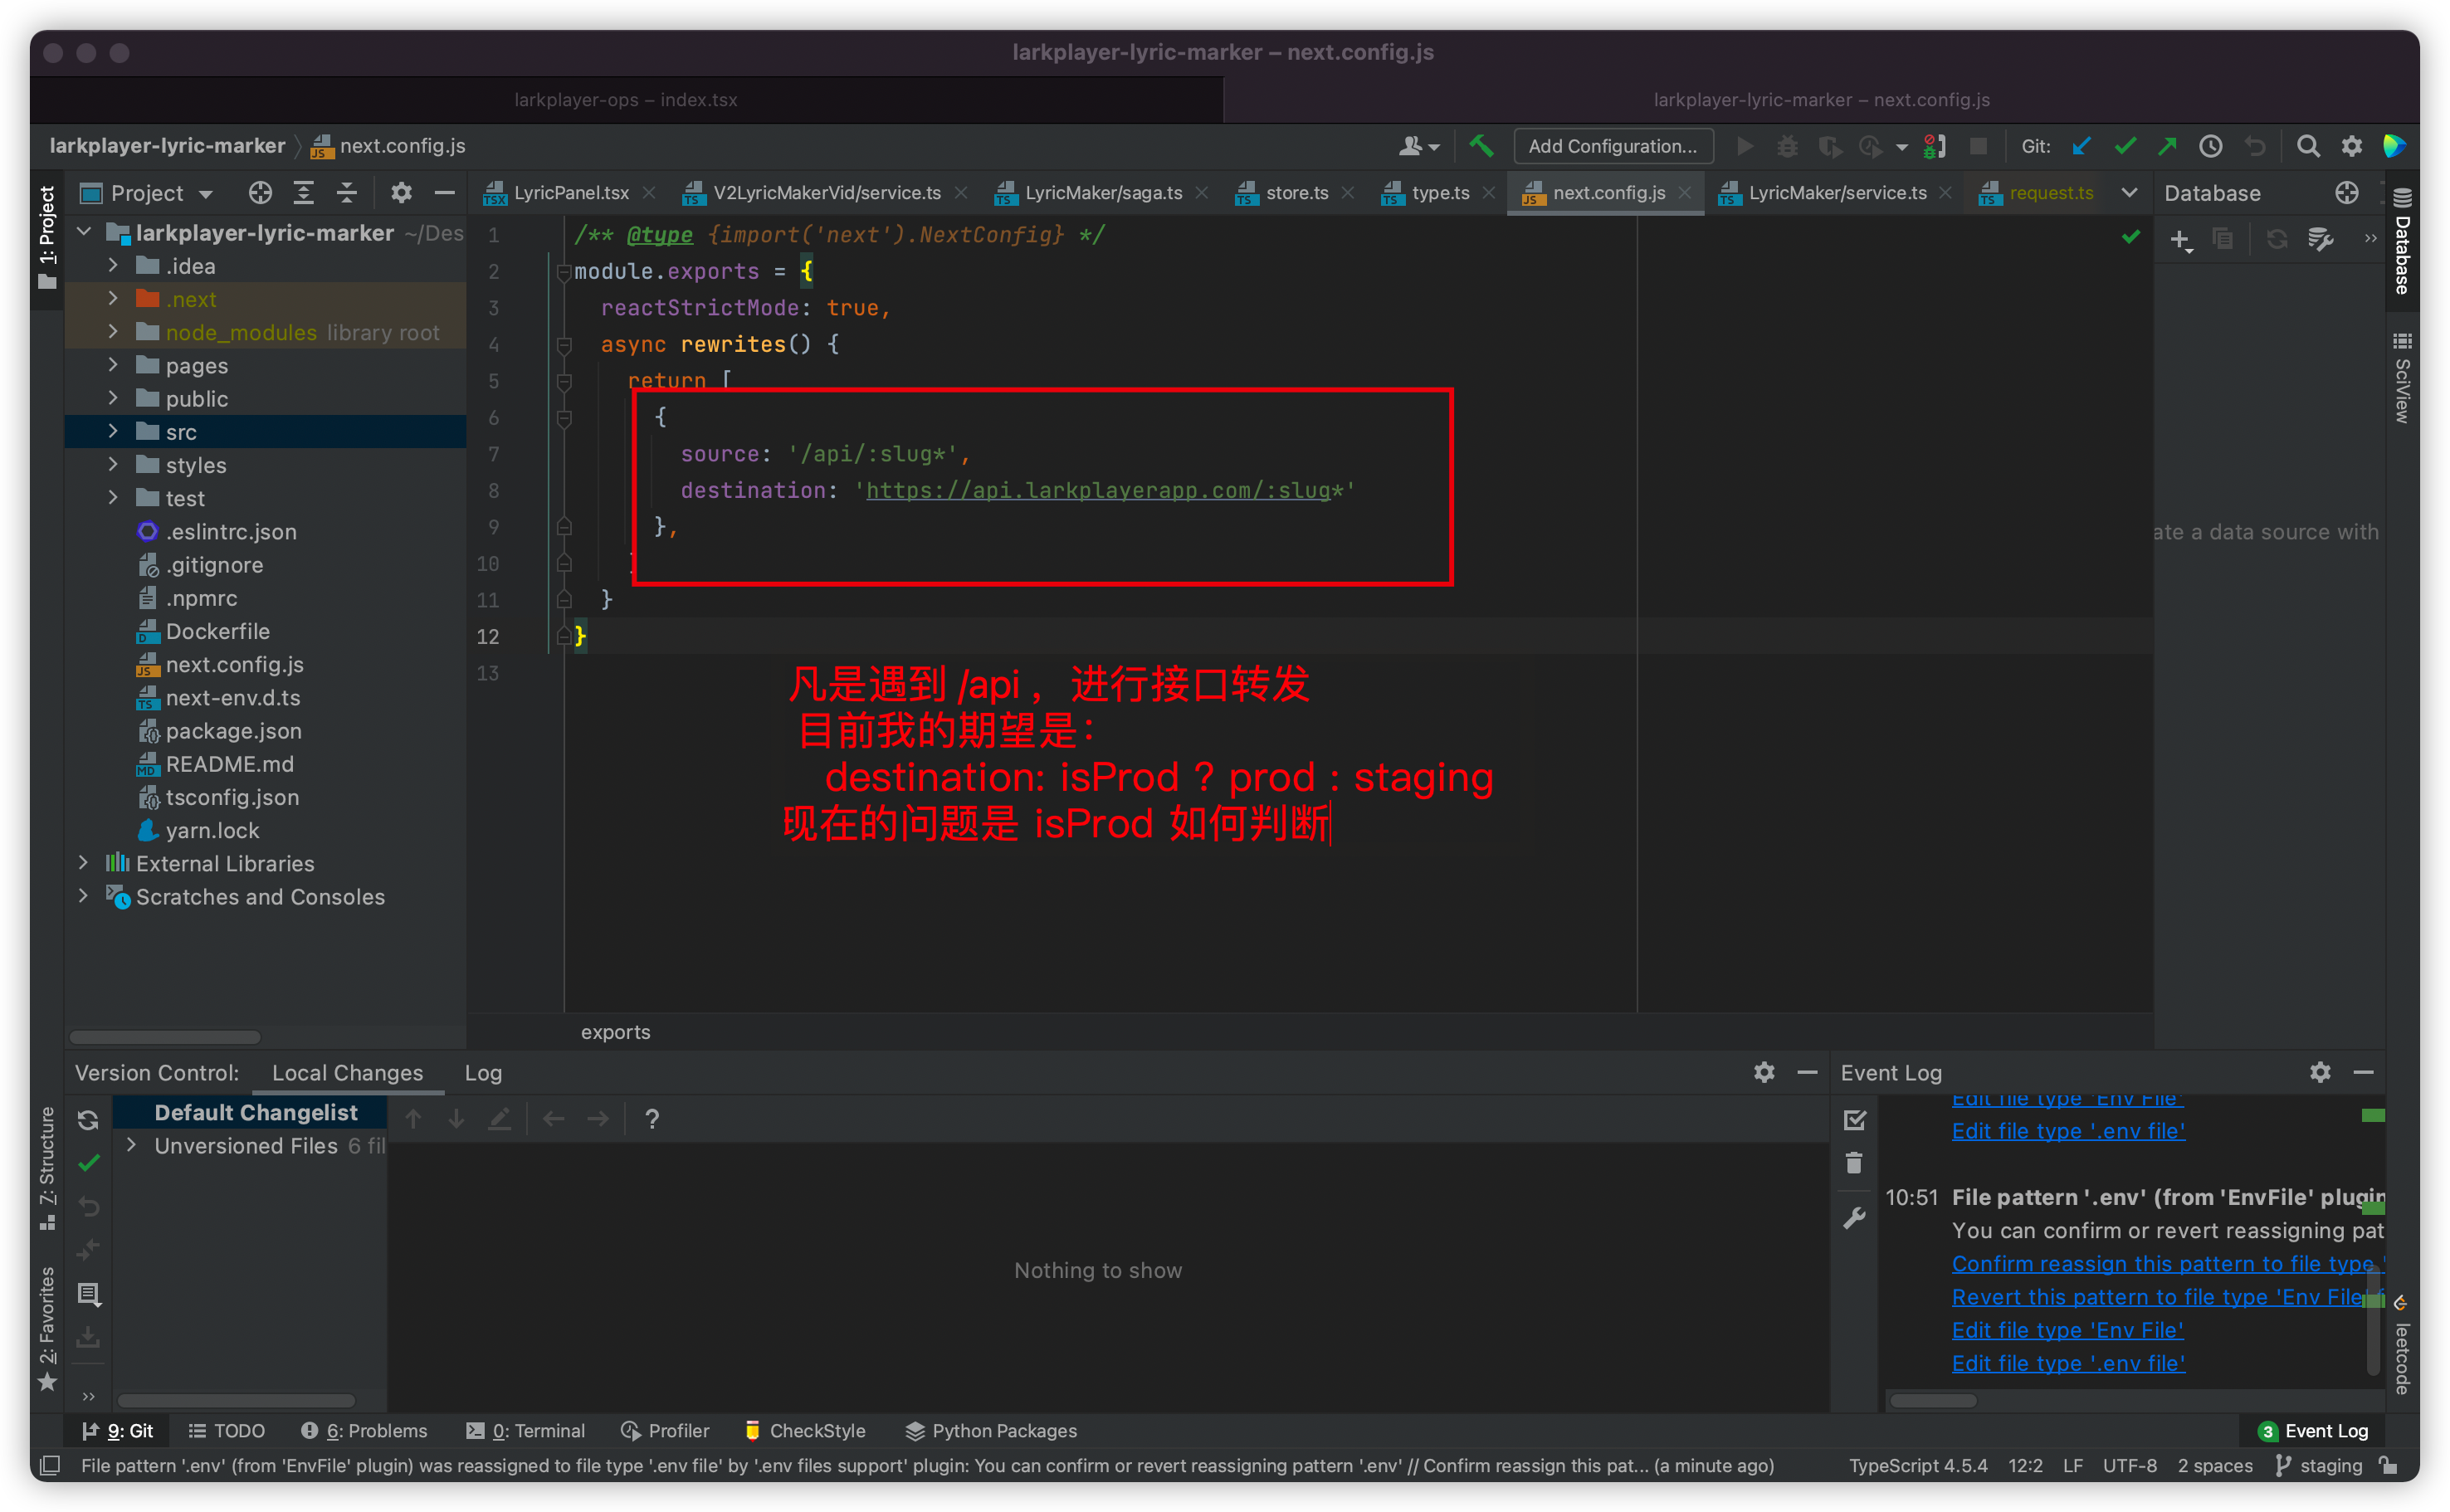 larkplayer-lyric-marker – next.config.js
larkplayer-ops – index.tsx
larkplayer-lyric-marker – next.config.js
larkplayer-lyric-marker
next.config.js
Add Configuration...
Git:
Project
LyricPanel.tsx
V2LyricMakerVid/service.ts
LyricMaker/saga.ts
store.ts
type.ts
next.config.js
LyricMaker/service.ts
request.ts
Database
1: Project
larkplayer-lyric-marker ~/Des
.idea
.next
node_modules library root
pages
public
src
styles
test
.eslintrc.json
.gitignore
.npmrc
Dockerfile
next.config.js
next-env.d.ts
package.json
README.md
tsconfig.json
yarn.lock
External Libraries
Scratches and Consoles
1 /** @type {import('next').NextConfig} */
2 module.exports = {
3 reactStrictMode: true,
4 async rewrites() {
5 return [
6 {
7 source: '/api/:slug*',
8 destination: 'https://api.larkplayerapp.com/:slug*'
9 },
10
11 }
12 }
13
凡是遇到 /api ，进行接口转发
目前我的期望是：
destination: isProd ? prod : staging
现在的问题是 isProd 如何判断
exports
ate a data source with
Database
SciView
Version Control:
Local Changes
Log
Default Changelist
Unversioned Files 6 fil
Nothing to show
Event Log
Edit file type 'Env File'
Edit file type '.env file'
10:51 File pattern '.env' (from 'EnvFile' plugin
You can confirm or revert reassigning pat
Confirm reassign this pattern to file type '
Revert this pattern to file type 'Env File'
Edit file type 'Env File'
Edit file type '.env file'
7: Structure
2: Favorites
leetcode
9: Git
TODO
6: Problems
0: Terminal
Profiler
CheckStyle
Python Packages
3 Event Log
File pattern '.env' (from 'EnvFile' plugin) was reassigned to file type '.env file' by '.env files support' plugin: You can confirm or revert reassigning pattern '.env' // Confirm reassign this pat... (a minute ago)
TypeScript 4.5.4
12:2
LF
UTF-8
2 spaces
staging